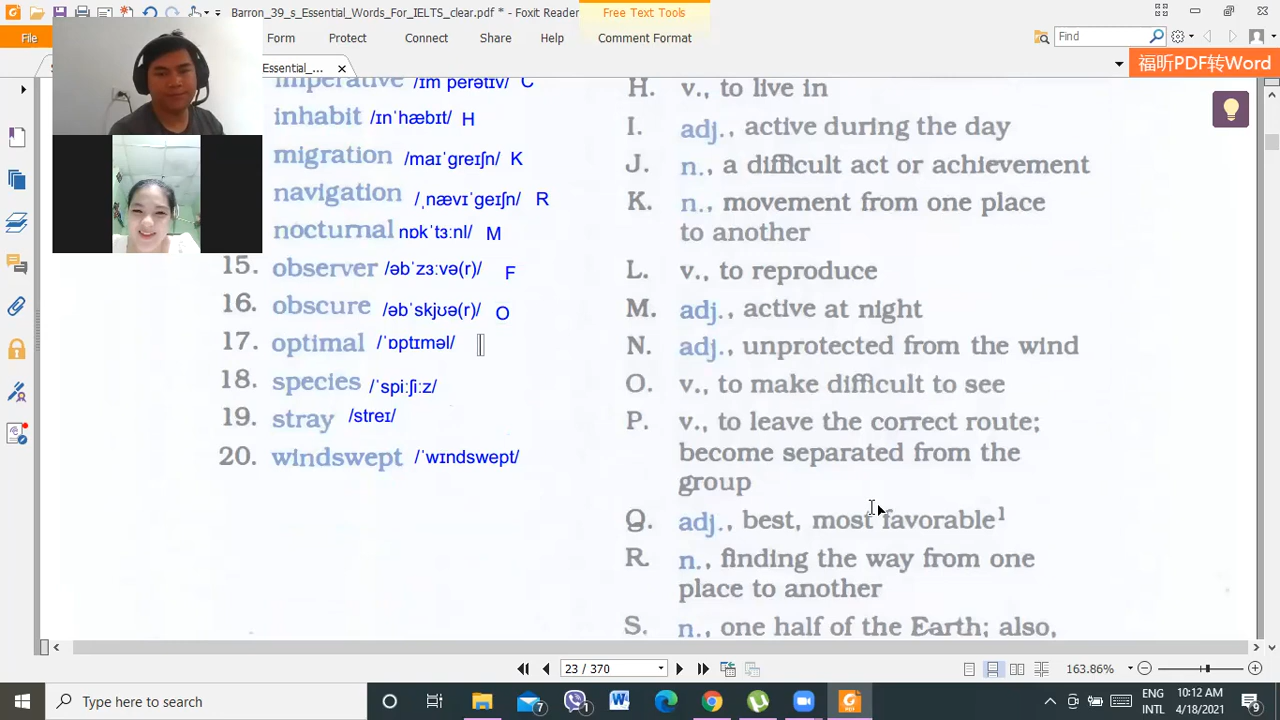 Barron_39_s_Essential_Words_For_IELTS_clear.pdf * - Foxit Reader
Free Text Tools
File
Form
Protect
Connect
Share
Help
Comment Format
Find
Essential_...
福昕PDF转Word
imperative /ɪmˈperətɪv/ C
inhabit /ɪnˈhæbɪt/ H
migration /maɪˈɡreɪʃn/ K
navigation /ˌnævɪˈɡeɪʃn/ R
nocturnal nɒkˈtɜːnl/ M
15. observer /əbˈzɜːvə(r)/ F
16. obscure /əbˈskjʊə(r)/ O
17. optimal /ˈɒptɪməl/
18. species /ˈspiːʃiːz/
19. stray /streɪ/
20. windswept /ˈwɪndswept/
H. v., to live in
I. adj., active during the day
J. n., a difficult act or achievement
K. n., movement from one place
to another
L. v., to reproduce
M. adj., active at night
N. adj., unprotected from the wind
O. v., to make difficult to see
P. v., to leave the correct route;
become separated from the
group
Q. adj., best, most favorable¹
R. n., finding the way from one
place to another
S. n., one half of the Earth; also,
23 / 370
163.86%
Type here to search
7
1
ENG
INTL
10:12 AM
4/18/2021
9